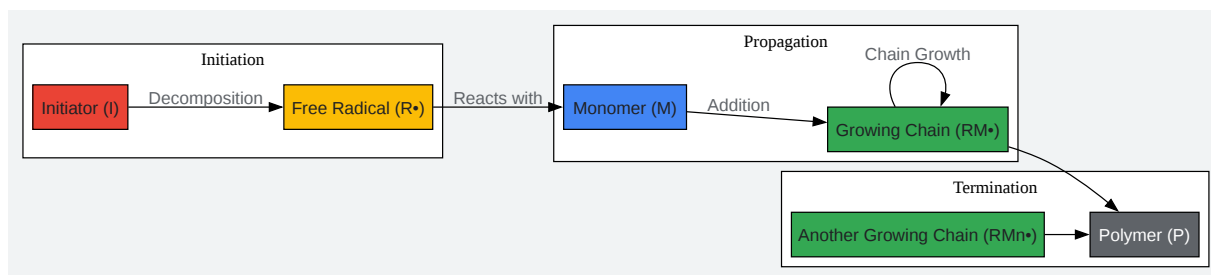 Initiation
Initiator (I)
Decomposition
Free Radical (R•)
Reacts with
Propagation
Monomer (M)
Addition
Chain Growth
Growing Chain (RM•)
Termination
Another Growing Chain (RMn•)
Polymer (P)